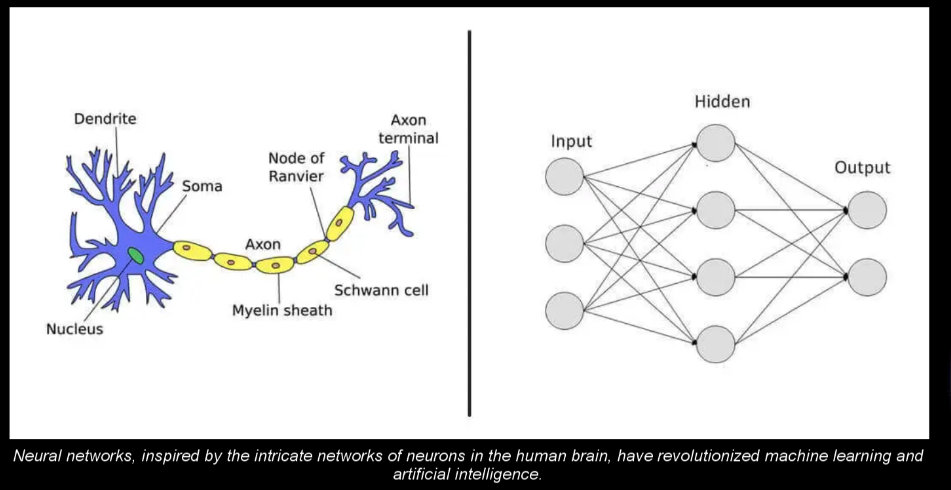 Dendrite
Soma
Nucleus
Axon
Myelin sheath
Node of
Ranvier
Schwann cell
Axon
terminal
Input
Hidden
Output
Neural networks, inspired by the intricate networks of neurons in the human brain, have revolutionized machine learning and
artificial intelligence.